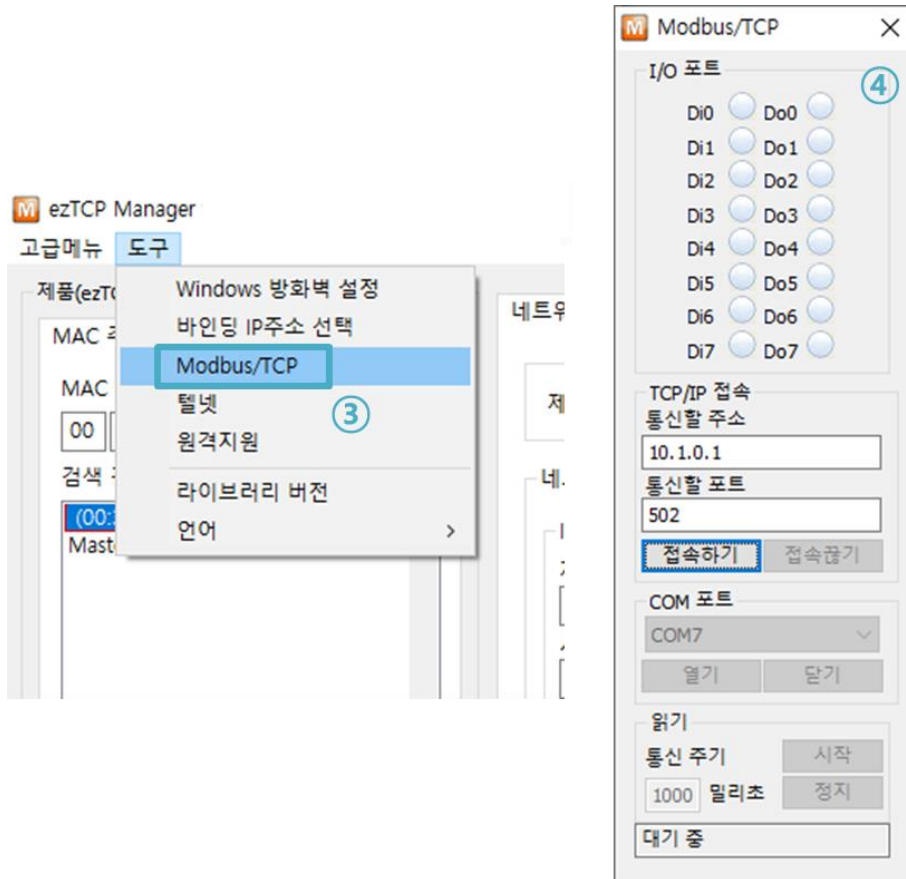 ezTCP Manager
고급메뉴 도구
제품(ezT
MAC
MAC
00
검색
(00:
Mast
Windows 방화벽 설정
바인딩 IP주소 선택
Modbus/TCP
텔넷
원격지원
라이브러리 버전
언어 >
③
네트워
제
네
M Modbus/TCP
④
I/O 포트
Di0 Do0
Di1 Do1
Di2 Do2
Di3 Do3
Di4 Do4
Di5 Do5
Di6 Do6
Di7 Do7
TCP/IP 접속
통신할 주소
10.1.0.1
통신할 포트
502
접속하기 접속끊기
COM 포트
COM7
열기 닫기
읽기
통신 주기 시작
1000 밀리초 정지
대기 중